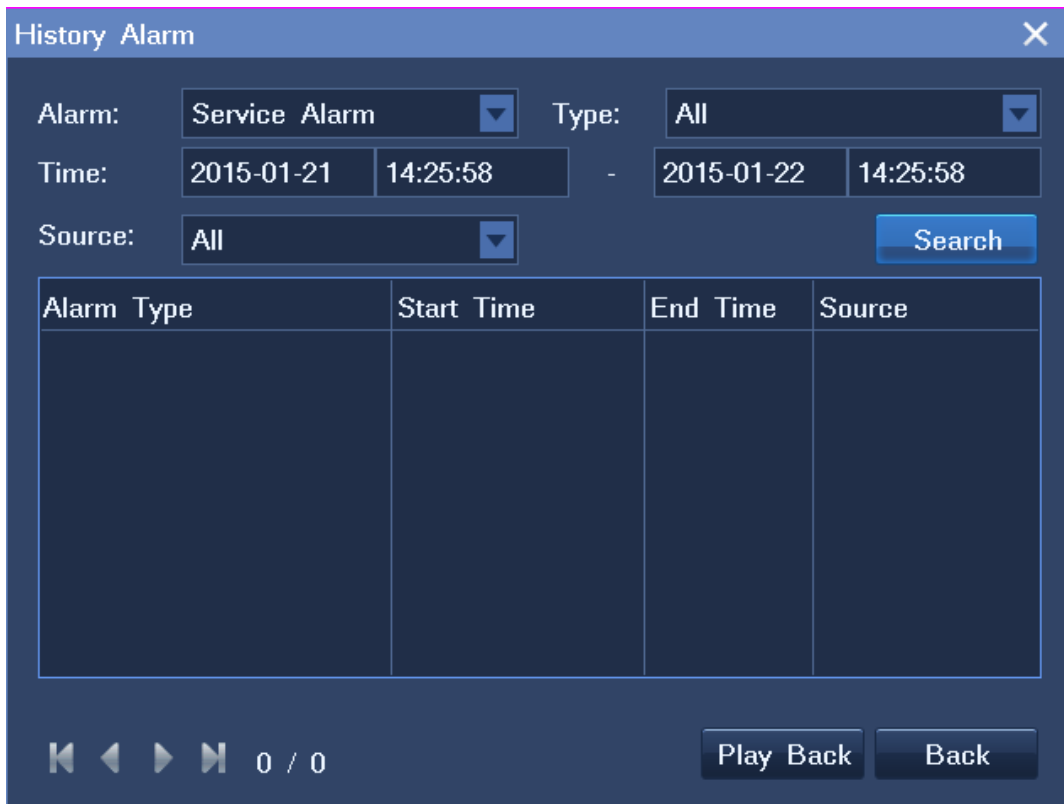 History Alarm
Alarm: Service Alarm Type: All
Time: 2015-01-21 14:25:58 - 2015-01-22 14:25:58
Source: All Search
Alarm Type Start Time End Time Source
0 / 0 Play Back Back